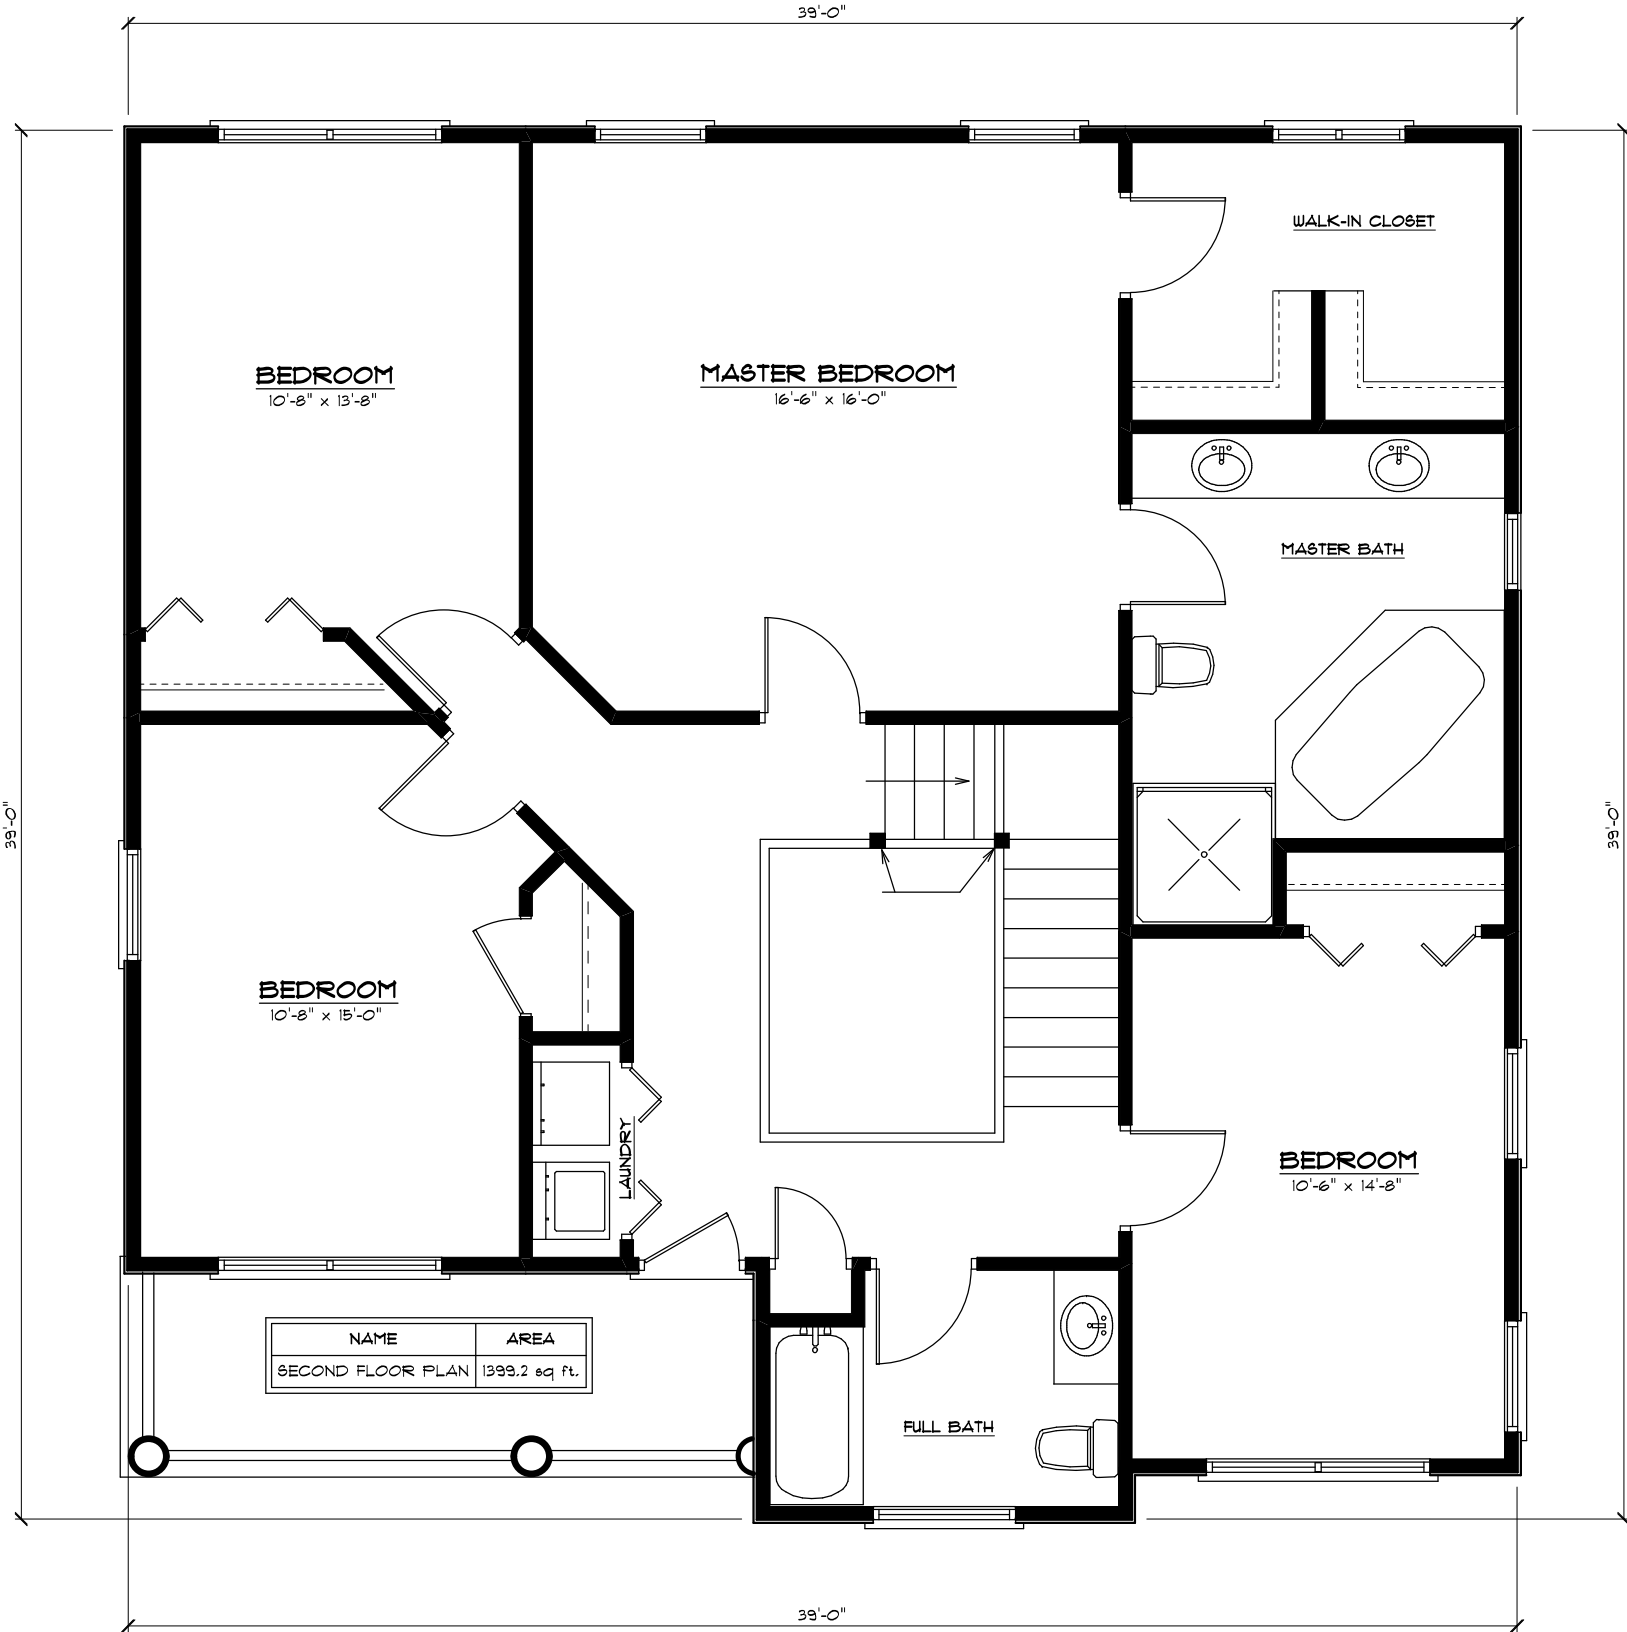 39'-0"
WALK-IN CLOSET
BEDROOM
10'-8" x 13'-8"
MASTER BEDROOM
16'-6" x 16'-0"
MASTER BATH
39'-0"
39'-0"
BEDROOM
10'-8" x 15'-0"
LAUNDRY
BEDROOM
10'-6" x 14'-8"
NAME AREA
SECOND FLOOR PLAN 1399.2 sq ft.
FULL BATH
39'-0"